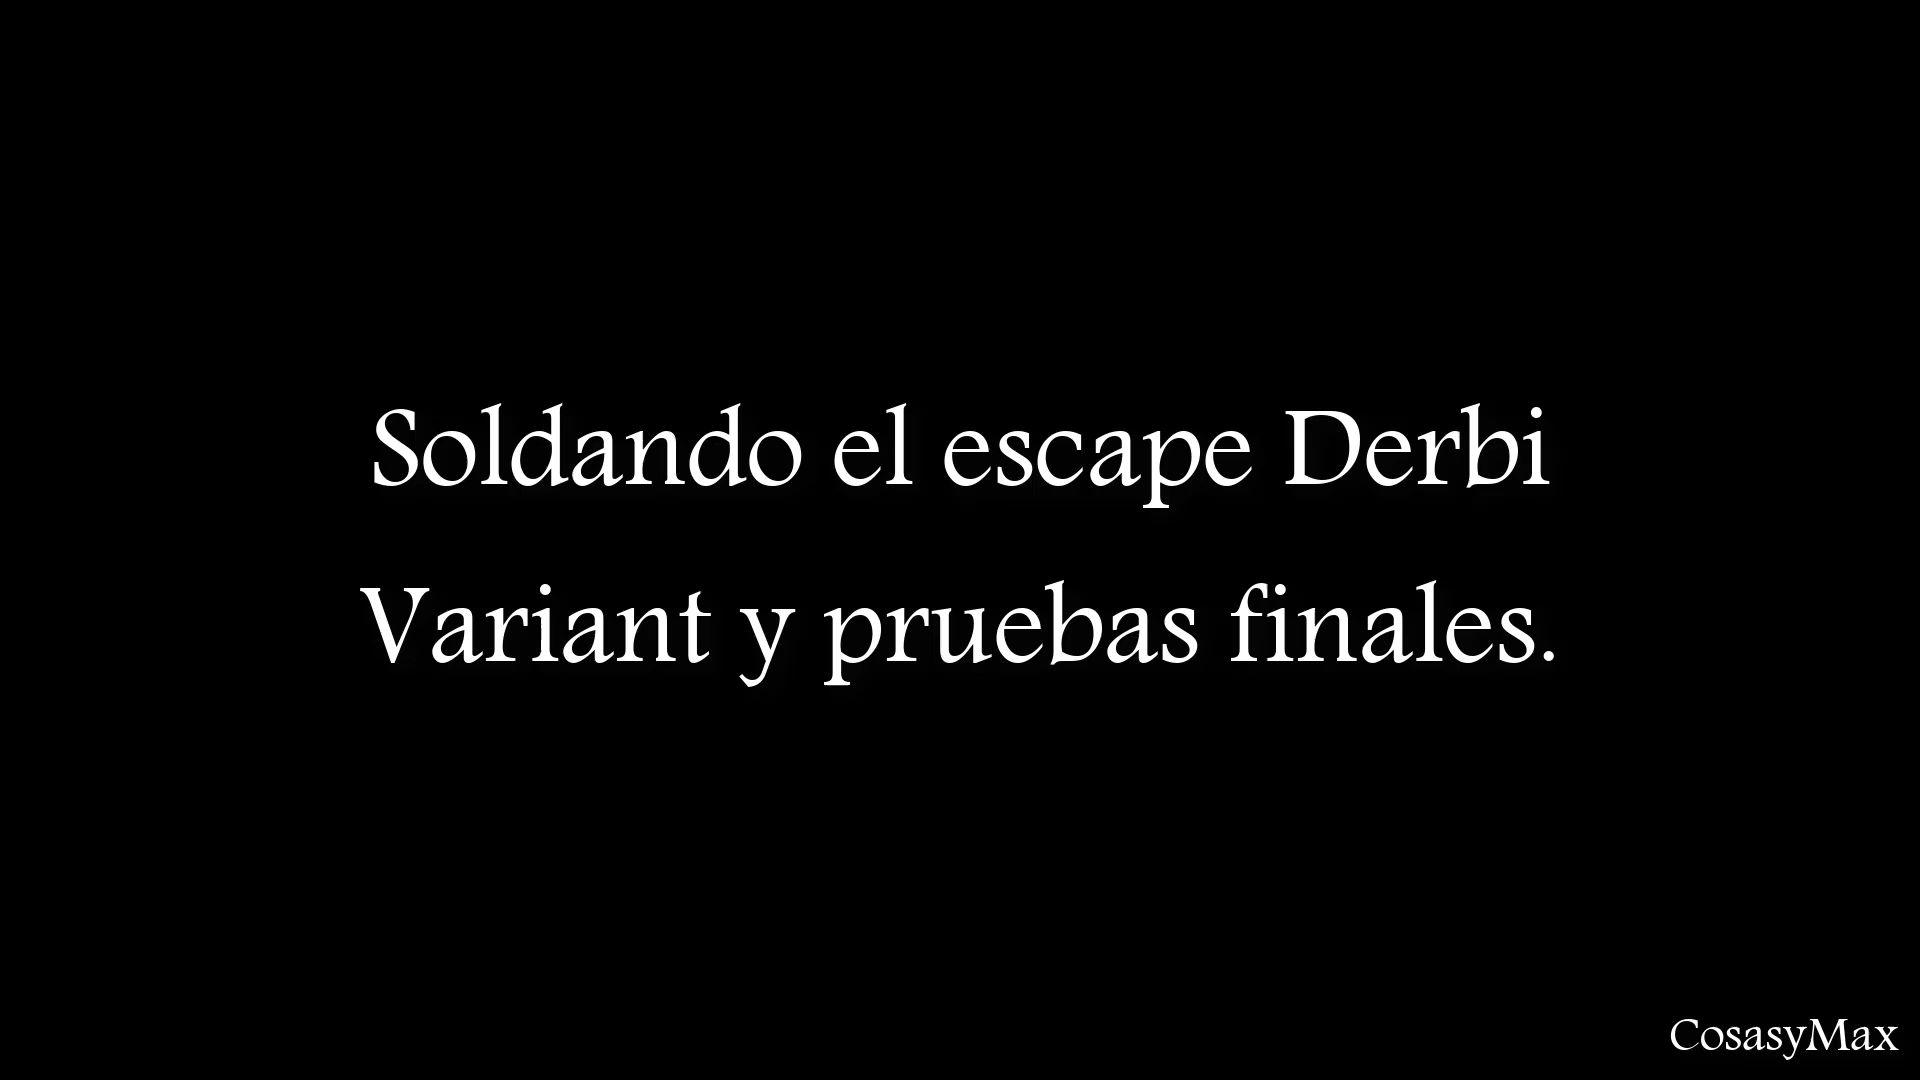 Soldando el escape Derbi
Variant y pruebas finales.
CosasyMax